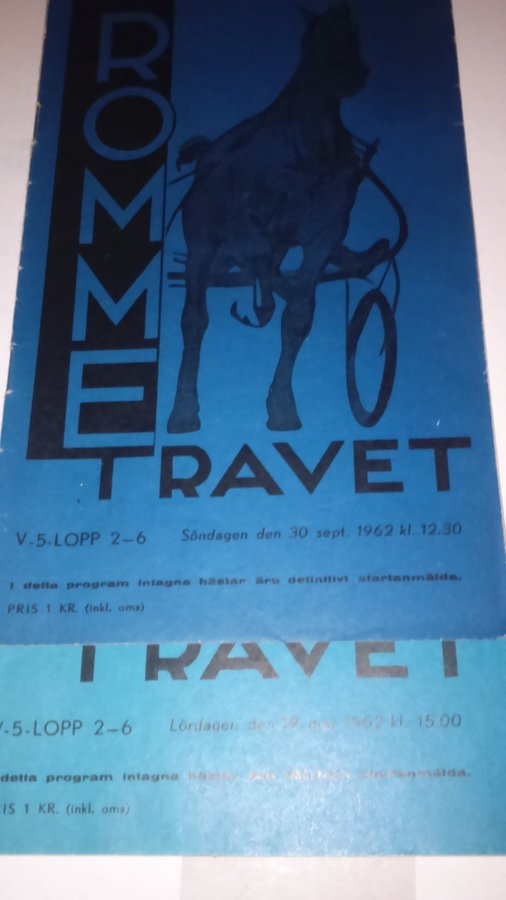 ROMME
TRAVET
V-5-LOPP 2–6 Söndagen den 30 sept. 1962 kl. 12.30
I detta program intagna hästar äro definitivt startanmälda.
PRIS 1 KR. (inkl. oms)
TRAVET
V-5-LOPP 2–6 Lördagen den 1962 kl. 15.00
detta program intagna hästar äro startanmälda.
IS 1 KR. (inkl. oms)